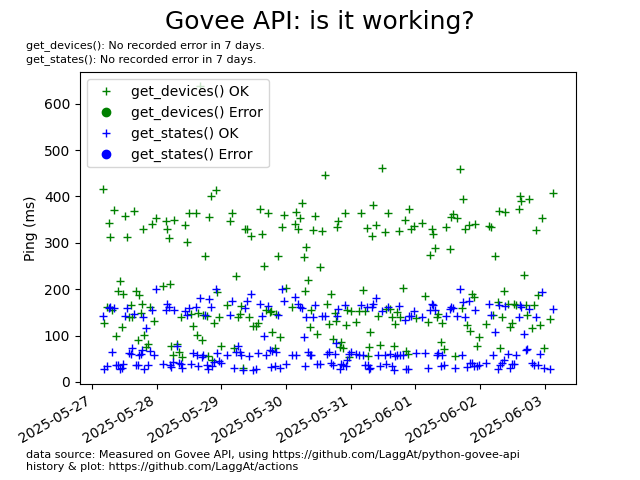 Govee API: is it working?
get_devices(): No recorded error in 7 days.
get_states(): No recorded error in 7 days.
get_devices() OK
get_devices() Error
get_states() OK
get_states() Error
Ping (ms)
600
500
400
300
200
100
0
2025-05-27
2025-05-28
2025-05-29
2025-05-30
2025-05-31
2025-06-01
2025-06-02
2025-06-03
data source: Measured on Govee API, using https://github.com/LaggAt/python-govee-api
history & plot: https://github.com/LaggAt/actions